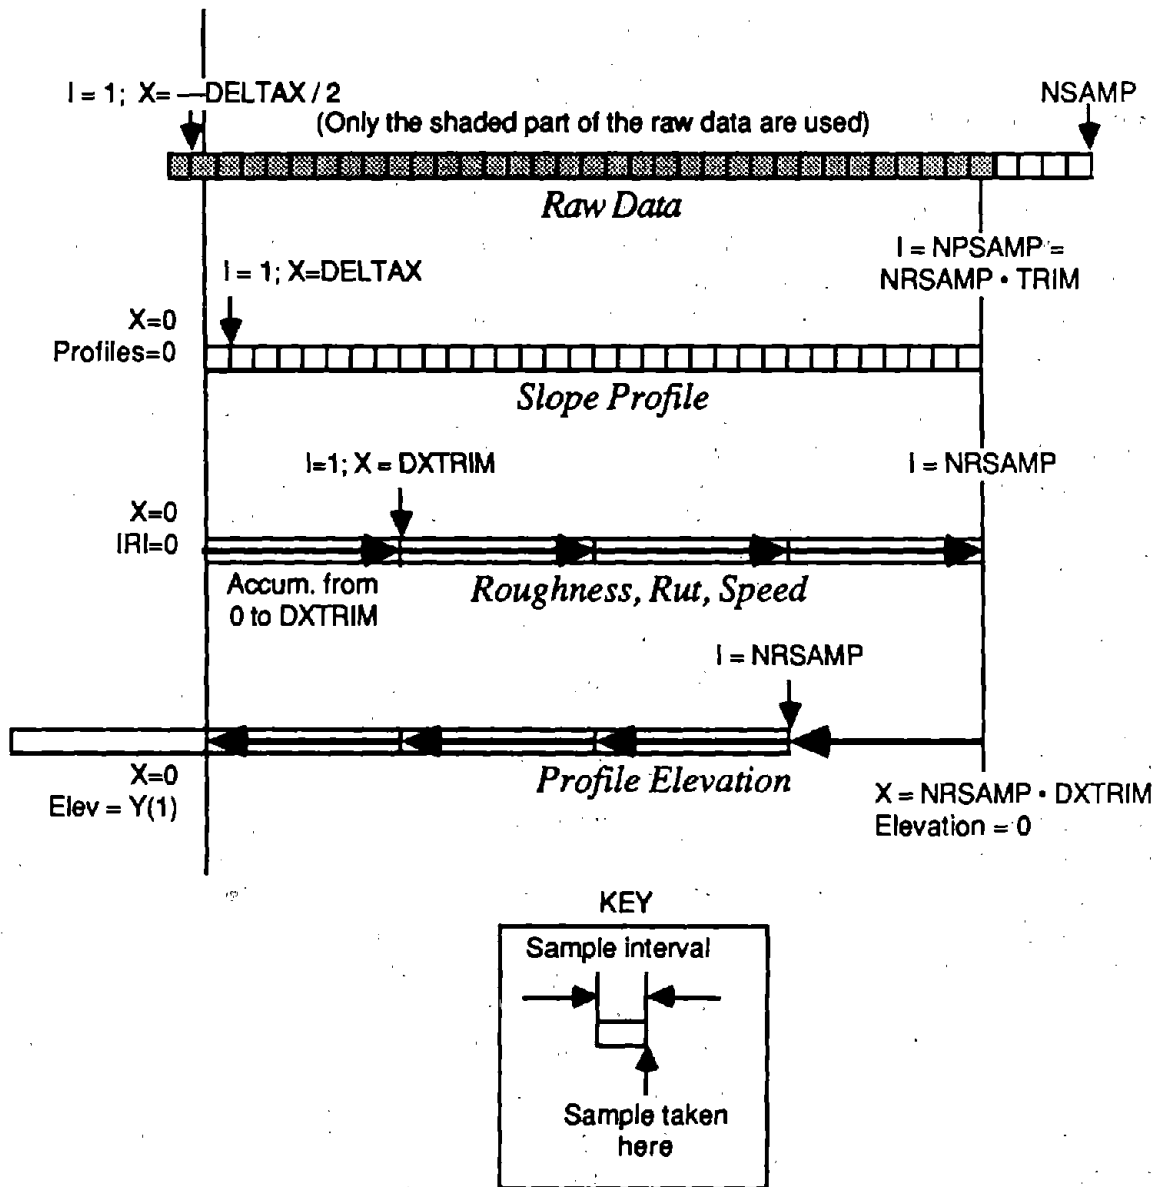 I = 1; X= —DELTAX / 2
NSAMP
(Only the shaded part of the raw data are used)
Raw Data
I = NPSAMP =
NRSAMP • TRIM
I = 1; X=DELTAX
X=0
Profiles=0
Slope Profile
I=1; X = DXTRIM
I = NRSAMP
X=0
IRI=0
Accum. from
0 to DXTRIM
Roughness, Rut, Speed
I = NRSAMP
X=0
Elev = Y(1)
Profile Elevation
X = NRSAMP • DXTRIM
Elevation = 0
KEY
Sample interval
Sample taken
here